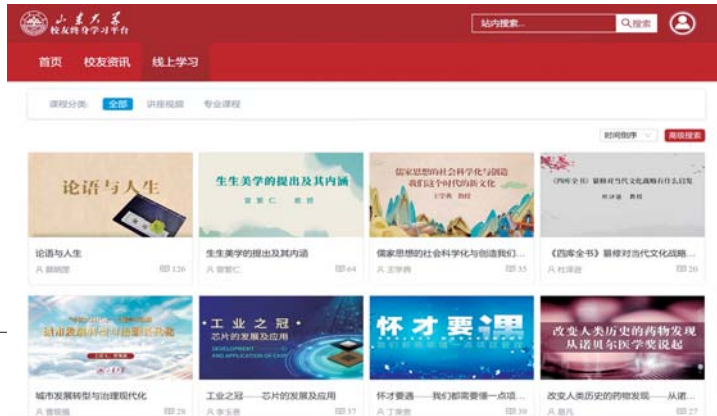 山东大学
校友终身学习平台
站内搜索...
搜索
首页 校友资讯 线上学习
课程分类: 全部 讲座视频 专业课程
时间倒序
高级搜索
论语与人生
生生美学的提出及其内涵
曾繁仁 教授
儒家思想的社会科学化与创造
我们这个时代的新文化
王学典 教授
《四库全书》纂修对当代文化战略有什么启发
杜泽逊 教授
论语与人生
颜炳罡 126
生生美学的提出及其内涵
曾繁仁 64
儒家思想的社会科学化与创造我们...
王学典 35
《四库全书》纂修对当代文化战略...
杜泽逊 20
城市发展转型与治理现代化
·工业之冠·
芯片的发展及应用
DEVELOPMENT
AND APPLICATION OF CHIP
怀才要遇
改变人类历史的药物发现
从诺贝尔医学奖说起
城市发展转型与治理现代化
曹现强 28
工业之冠——芯片的发展及应用
李玉香 37
怀才要遇——我们都需要懂一点项...
丁荣贵 39
改变人类历史的药物发现——从诺...
易凡 27